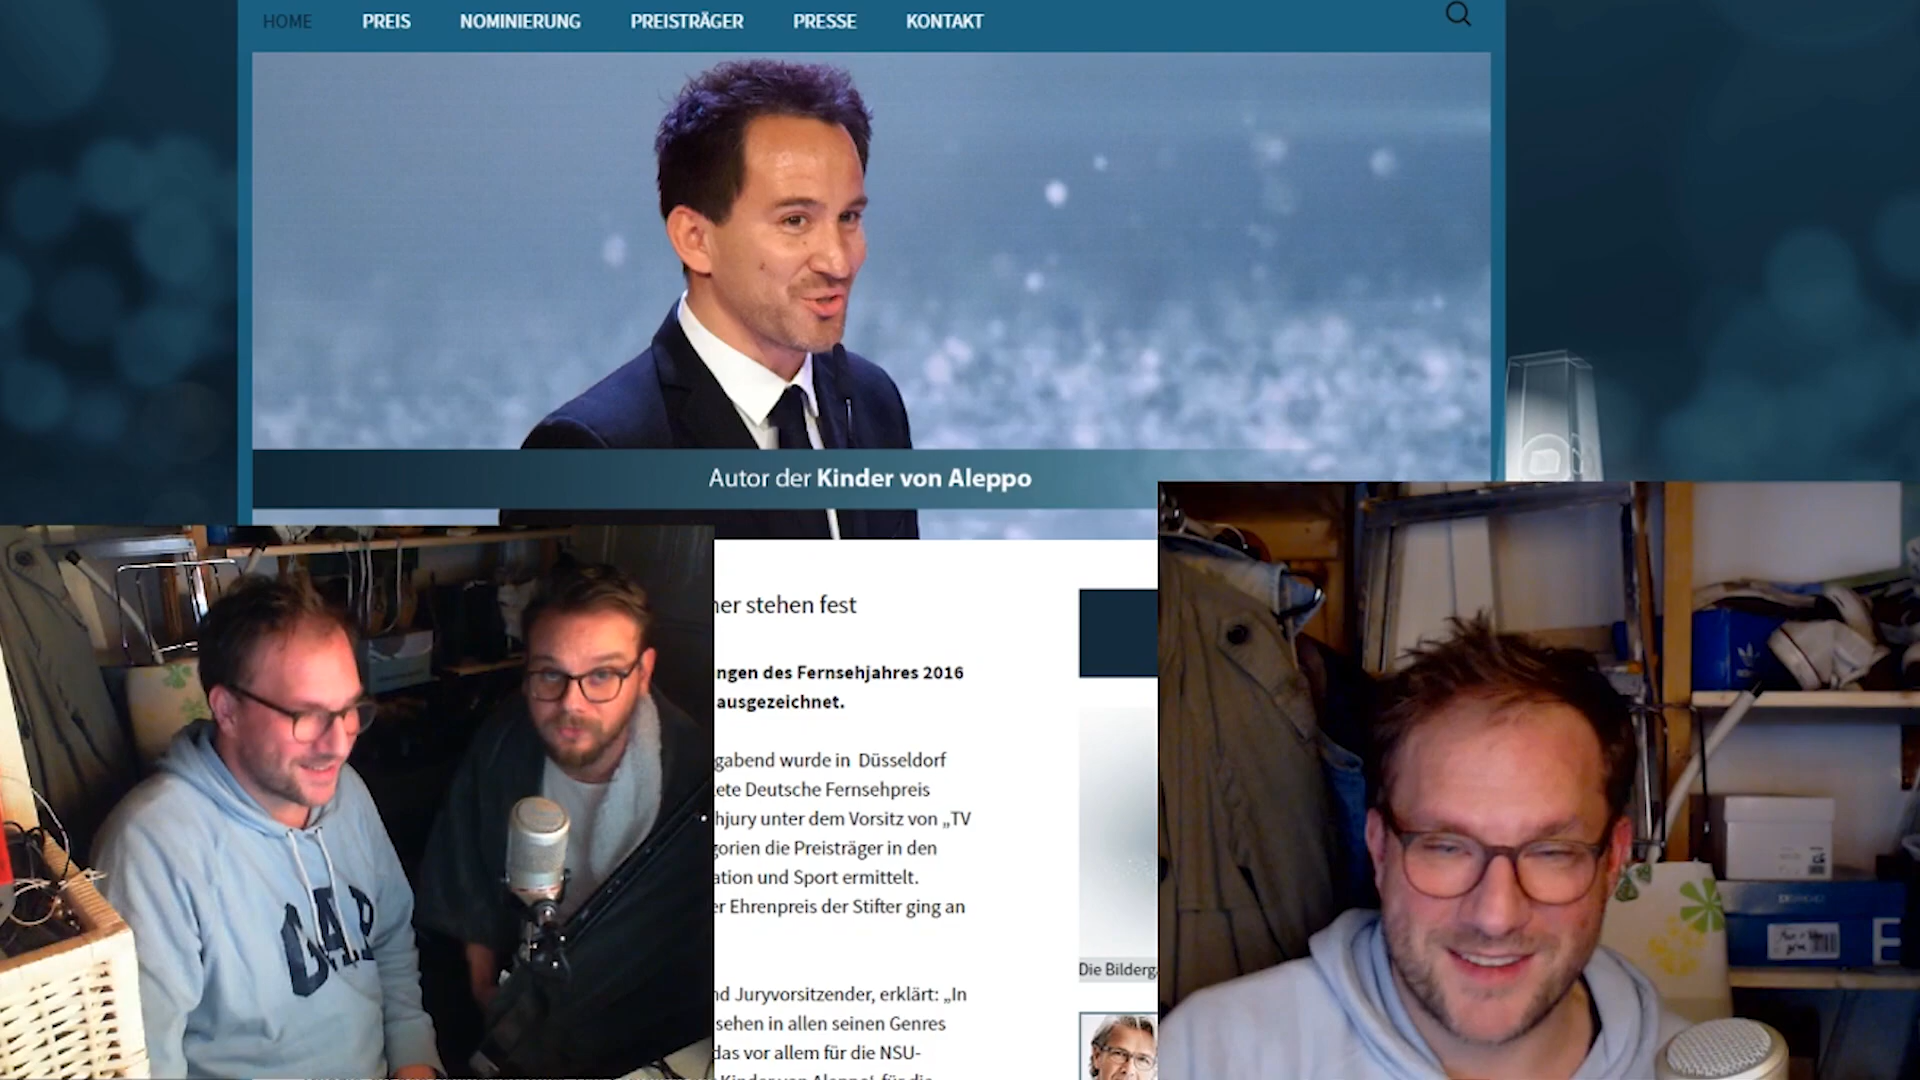 HOME PREIS NOMINIERUNG PREISTRÄGER PRESSE KONTAKT
Autor der Kinder von Aleppo
ner stehen fest
ngen des Fernsehjahres 2016
ausgezeichnet.
gabend wurde in Düsseldorf
ete Deutsche Fernsehpreis
hjury unter dem Vorsitz von „TV
gorien die Preisträger in den
ation und Sport ermittelt.
er Ehrenpreis der Stifter ging an
nd Juryvorsitzender, erklärt: „In
sehen in allen seinen Genres
das vor allem für die NSU-
Die Bilderg
GAP